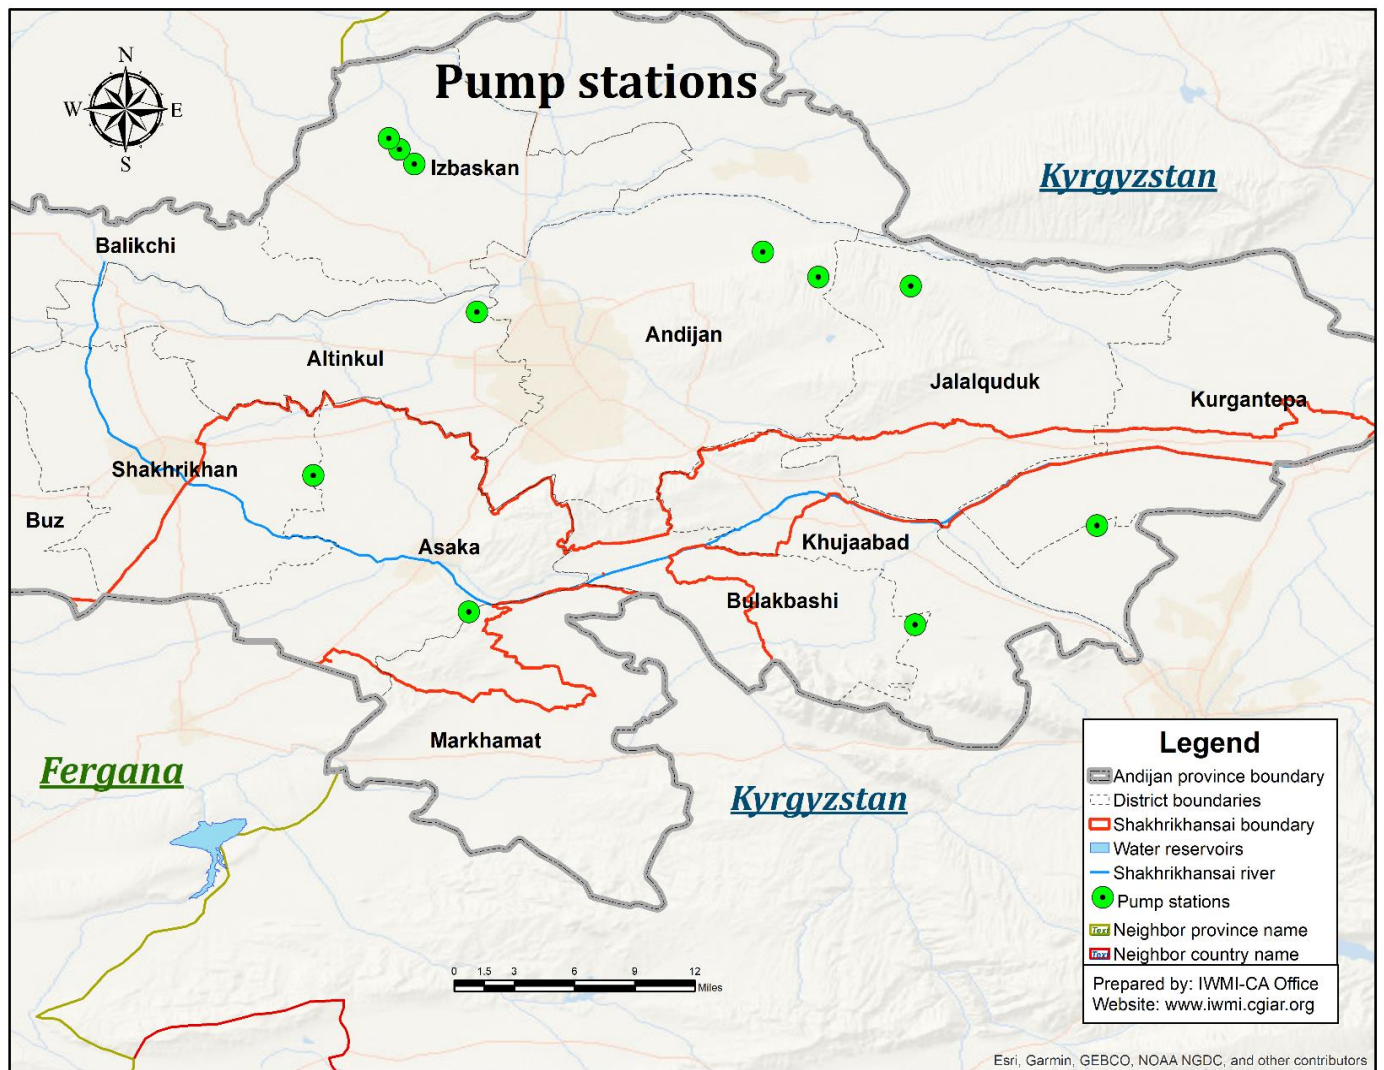 Pump stations
N
W E
S
Izbaskan
Kyrgyzstan
Balikchi
Andijan
Altinkul
Jalalquduk
Kurgantepa
Shakhrikhan
Buz
Asaka
Khujaabad
Bulakbashi
Markhamat
Fergana
Kyrgyzstan
Legend
Andijan province boundary
District boundaries
Shakhrikhansai boundary
Water reservoirs
Shakhrikhansai river
Pump stations
Text Neighbor province name
Text Neighbor country name
Prepared by: IWMI-CA Office
Website: www.iwmi.cgiar.org
0 1.5 3 6 9 12
Miles
Esri, Garmin, GEBCO, NOAA NGDC, and other contributors